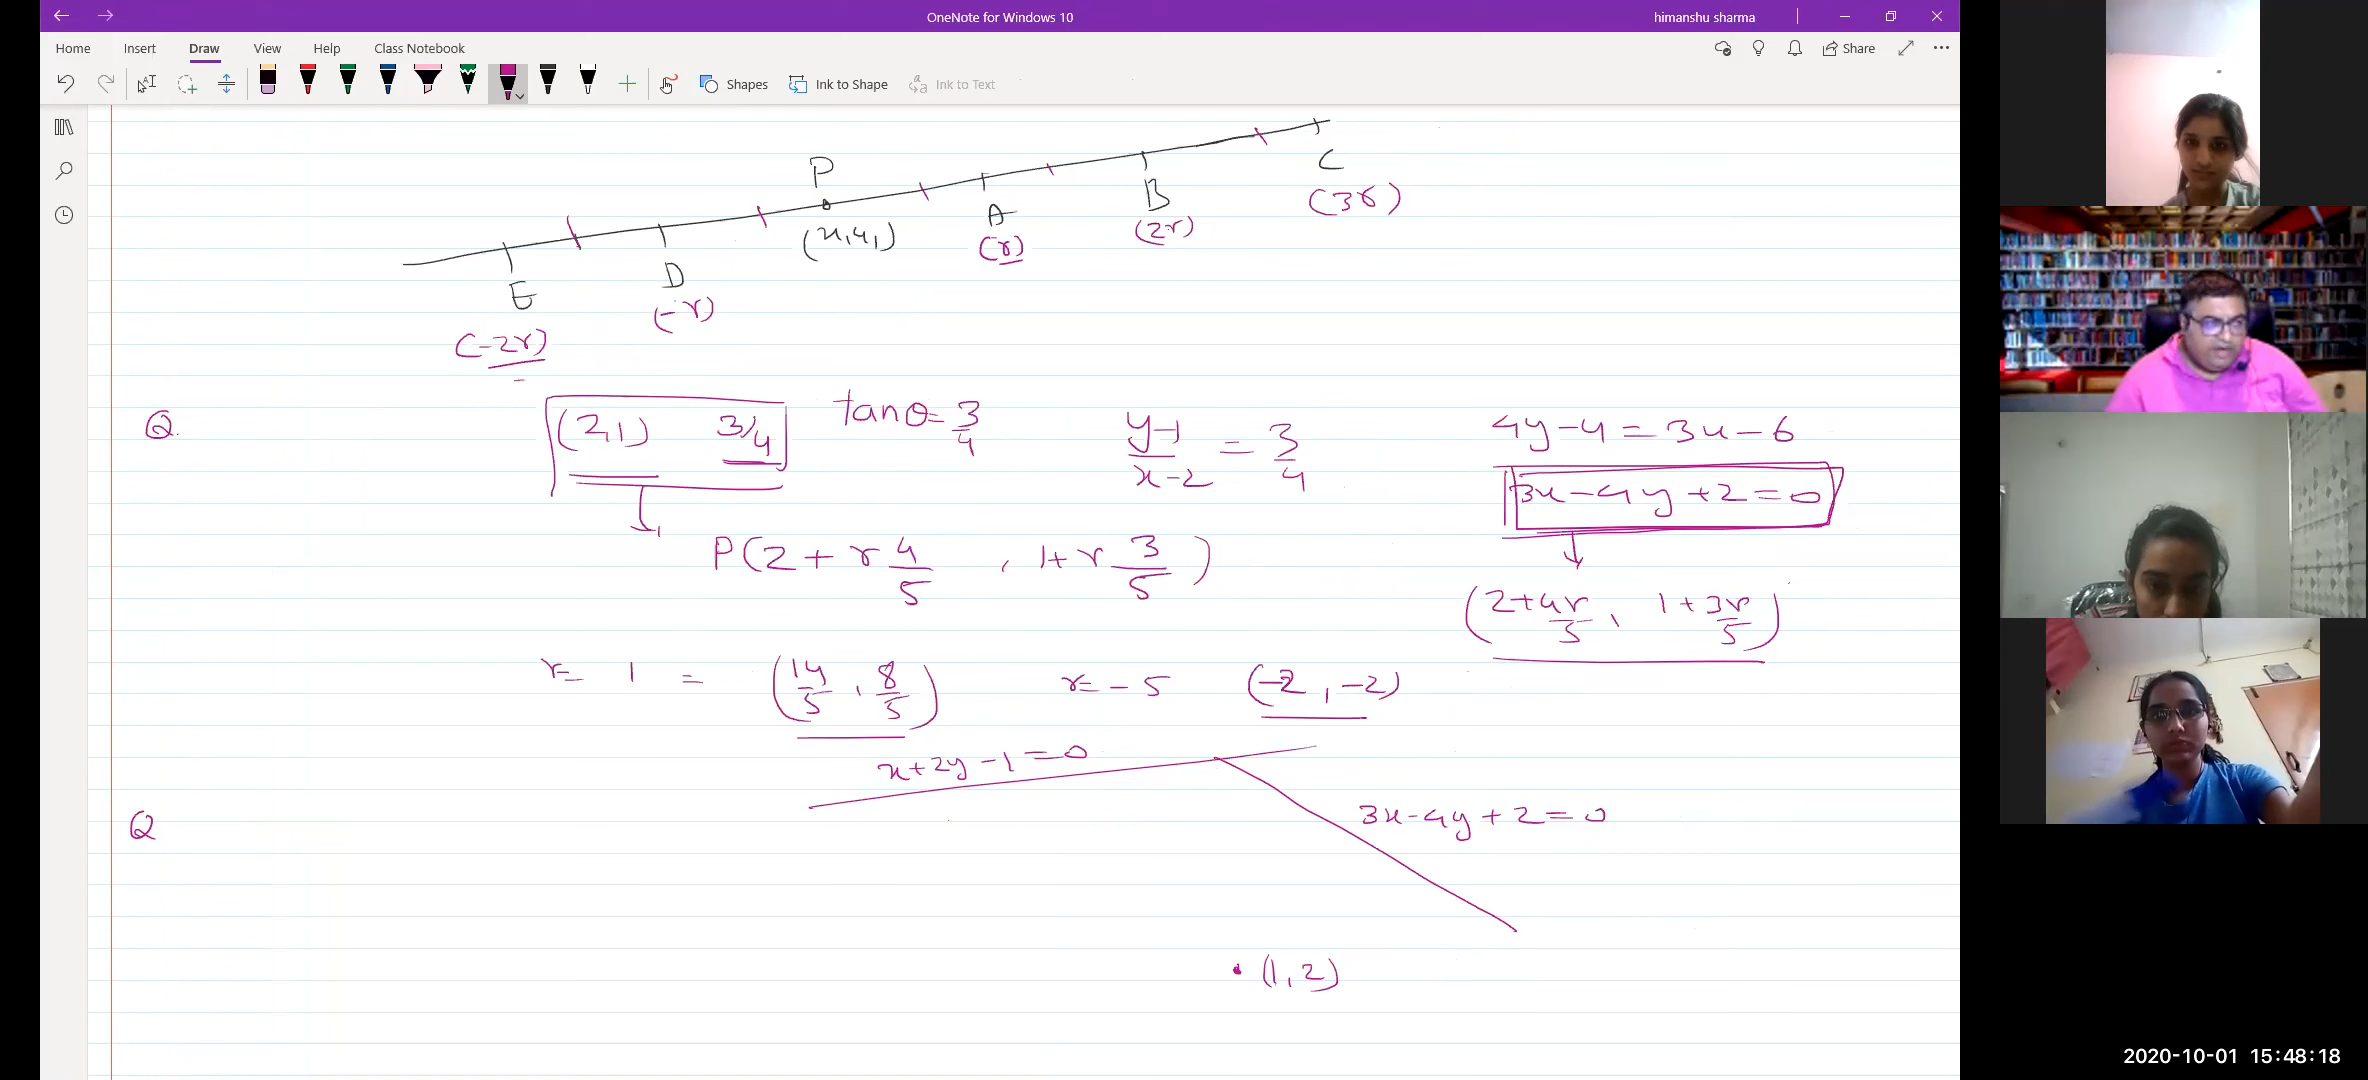 OneNote for Windows 10
himanshu sharma
Home Insert Draw View Help Class Notebook
Share
Shapes Ink to Shape Ink to Text
P A B C
(x₁y₁) (r) (2r) (3r)
E D
(-2r) (-r)
Q. (2,1) 3/4 tanθ=3/4 y-1/x-2 = 3/4 4y-4=3x-6
3x-4y+2=0
P(2+r 4/5 , 1+r 3/5)
(2+4r/5 , 1+3r/5)
r= 1 = (14/5 , 8/5) r= -5 (-2, -2)
x+2y-1=0
Q 3x-4y+2=0
(1,2)
2020-10-01 15:48:18